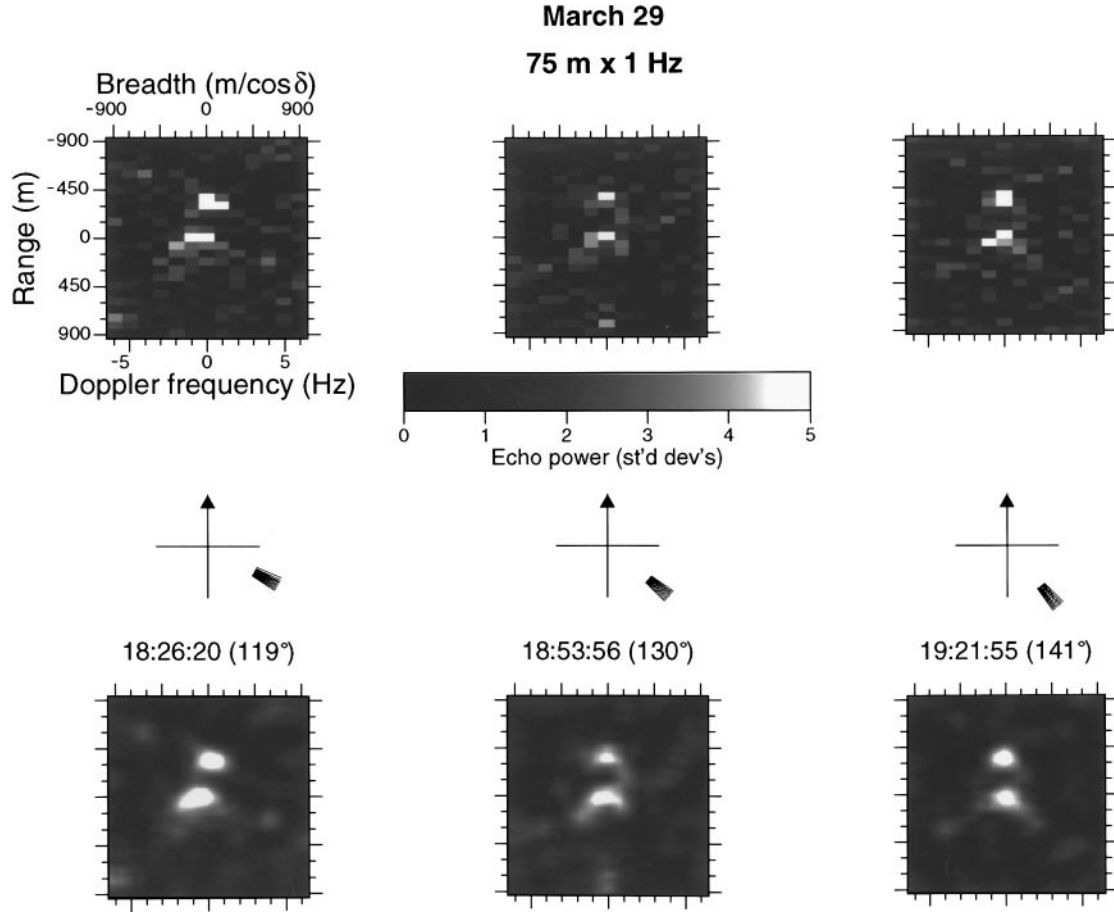 March 29
75 m x 1 Hz
Breadth (m/cosδ)
-900 0 900
Range (m)
-900
-450
0
450
900
-5 0 5
Doppler frequency (Hz)
0 1 2 3 4 5
Echo power (st'd dev's)
18:26:20 (119°) 18:53:56 (130°) 19:21:55 (141°)